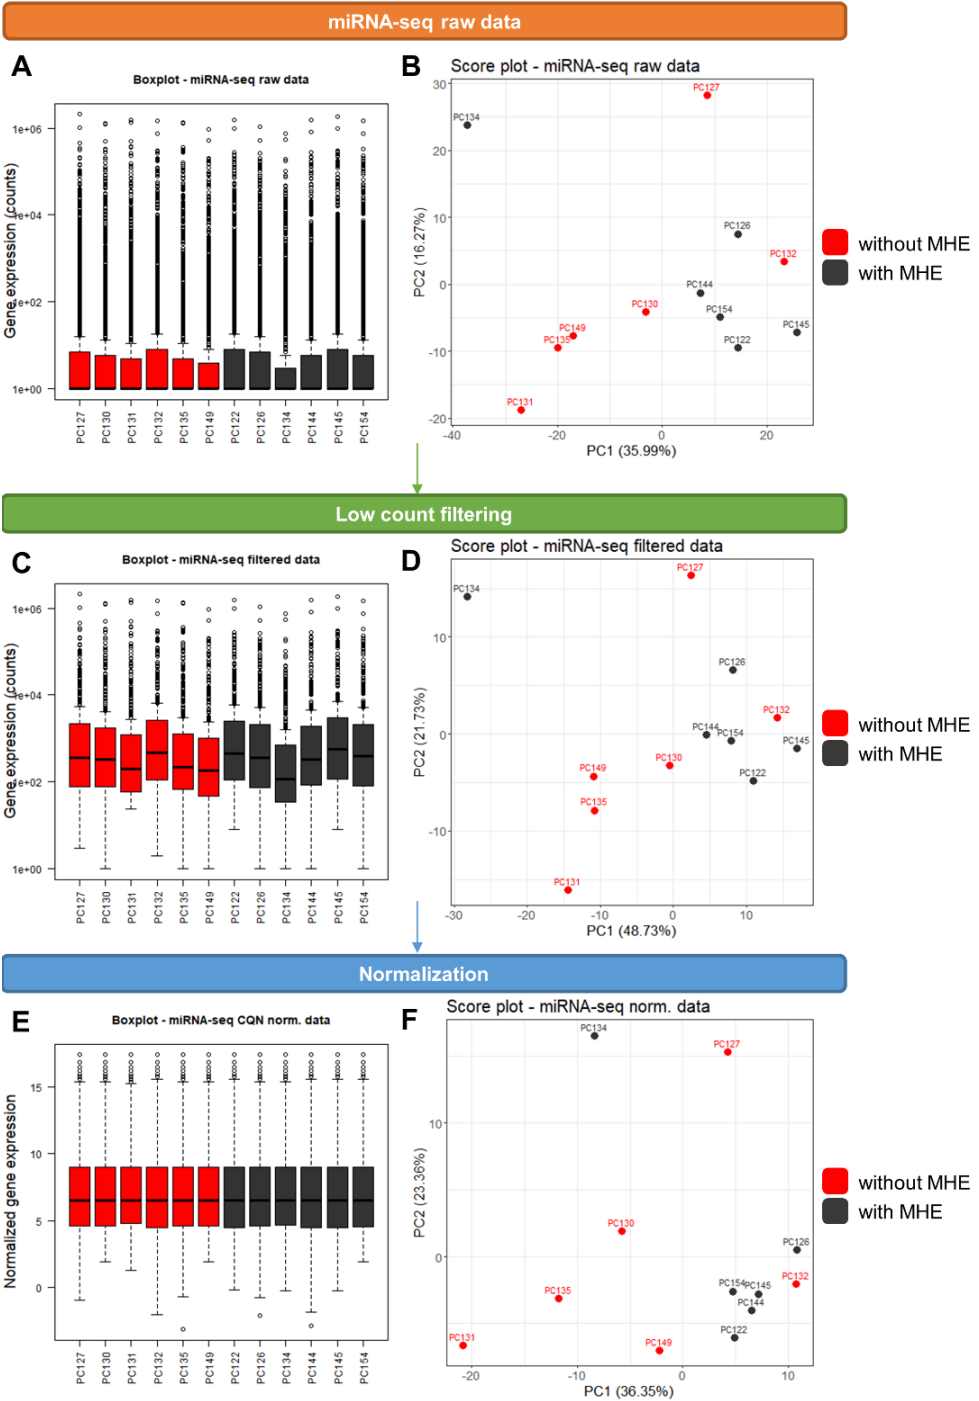 miRNA-seq raw data
A
Boxplot - miRNA-seq raw data
Gene expression (counts)
1e+06
1e+04
1e+02
1e+00
PC127 PC130 PC131 PC132 PC135 PC149 PC122 PC126 PC134 PC144 PC145 PC154
B
Score plot - miRNA-seq raw data
PC2 (16.27%)
30
20
10
0
-10
-20
PC127
PC134
PC126
PC132
PC144
PC130
PC154
PC149
PC145
PC135
PC122
PC131
-40 -20 0 20
PC1 (35.99%)
without MHE
with MHE
Low count filtering
C
Boxplot - miRNA-seq filtered data
Gene expression (counts)
1e+06
1e+04
1e+02
1e+00
PC127 PC130 PC131 PC132 PC135 PC149 PC122 PC126 PC134 PC144 PC145 PC154
D
Score plot - miRNA-seq filtered data
PC2 (21.73%)
10
0
-10
PC127
PC134
PC126
PC132
PC144
PC154
PC145
PC130
PC149
PC122
PC135
PC131
-30 -20 -10 0 10
PC1 (48.73%)
without MHE
with MHE
Normalization
E
Boxplot - miRNA-seq CQN norm. data
Normalized gene expression
15
10
5
0
PC127 PC130 PC131 PC132 PC135 PC149 PC122 PC126 PC134 PC144 PC145 PC154
F
Score plot - miRNA-seq norm. data
PC2 (23.36%)
10
0
PC134
PC127
PC130
PC126
PC132
PC154
PC145
PC135
PC144
PC122
PC131
PC149
-20 -10 0 10
PC1 (36.35%)
without MHE
with MHE